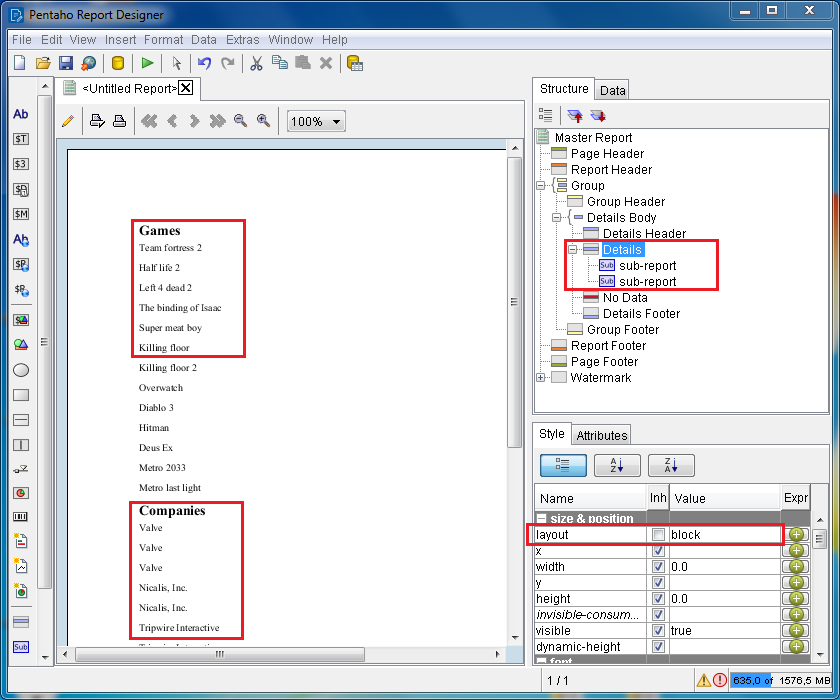 Pentaho Report Designer
File Edit View Insert Format Data Extras Window Help
<Untitled Report>
100%
Ab
$T
$3
$M
Ab
$P
$P
Sub
Games
Team fortress 2
Half life 2
Left 4 dead 2
The binding of Isaac
Super meat boy
Killing floor
Killing floor 2
Overwatch
Diablo 3
Hitman
Deus Ex
Metro 2033
Metro last light
Companies
Valve
Valve
Valve
Nicalis, Inc.
Nicalis, Inc.
Tripwire Interactive
Structure Data
Master Report
Page Header
Report Header
Group
Group Header
Details Body
Details Header
Details
Sub sub-report
Sub sub-report
No Data
Details Footer
Group Footer
Report Footer
Page Footer
Watermark
Style Attributes
A Z Z A
Name Inh Value Expr
size & position
layout block
x
width 0.0
y
height 0.0
invisible-consum...
visible true
dynamic-height
font
1 / 1
635,0 of 1576,5 MB